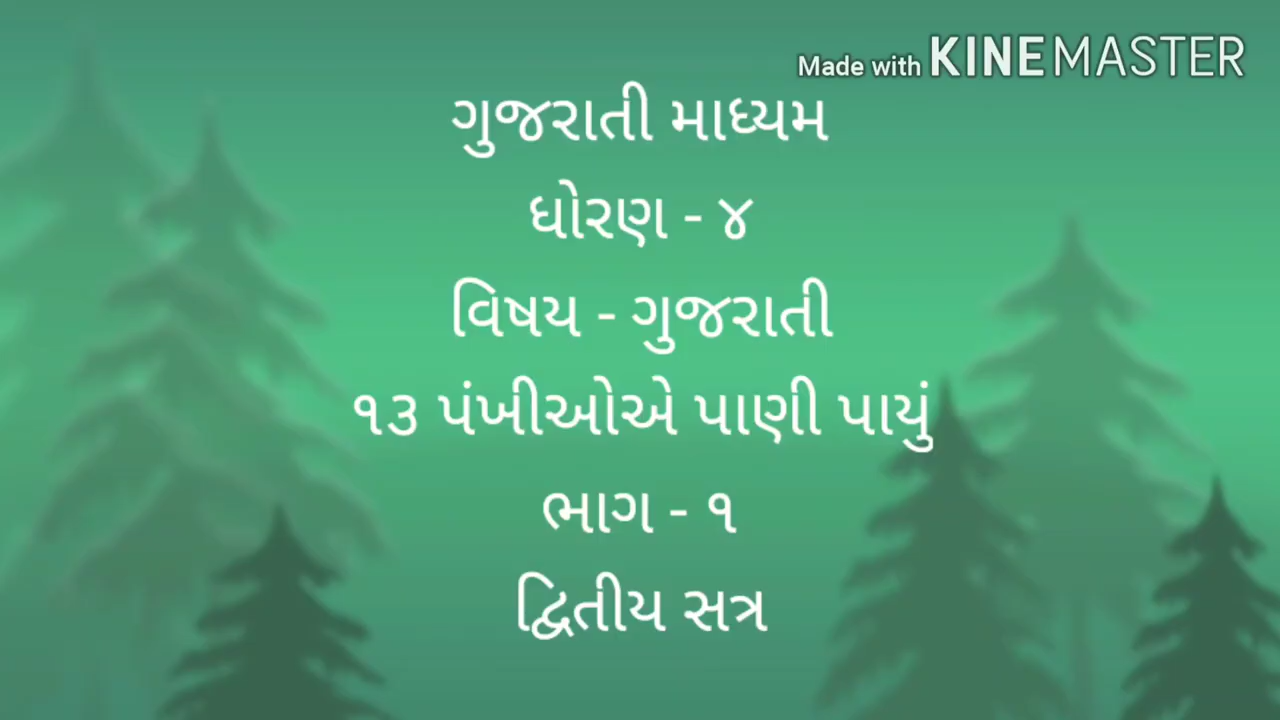 Made with KINEMASTER
ગુજરાતી માધ્યમ
ધોરણ - ૪
વિષય - ગુજરાતી
૧૩ પંખીઓએ પાણી પાયું
ભાગ - ૧
દ્વિતીય સત્ર